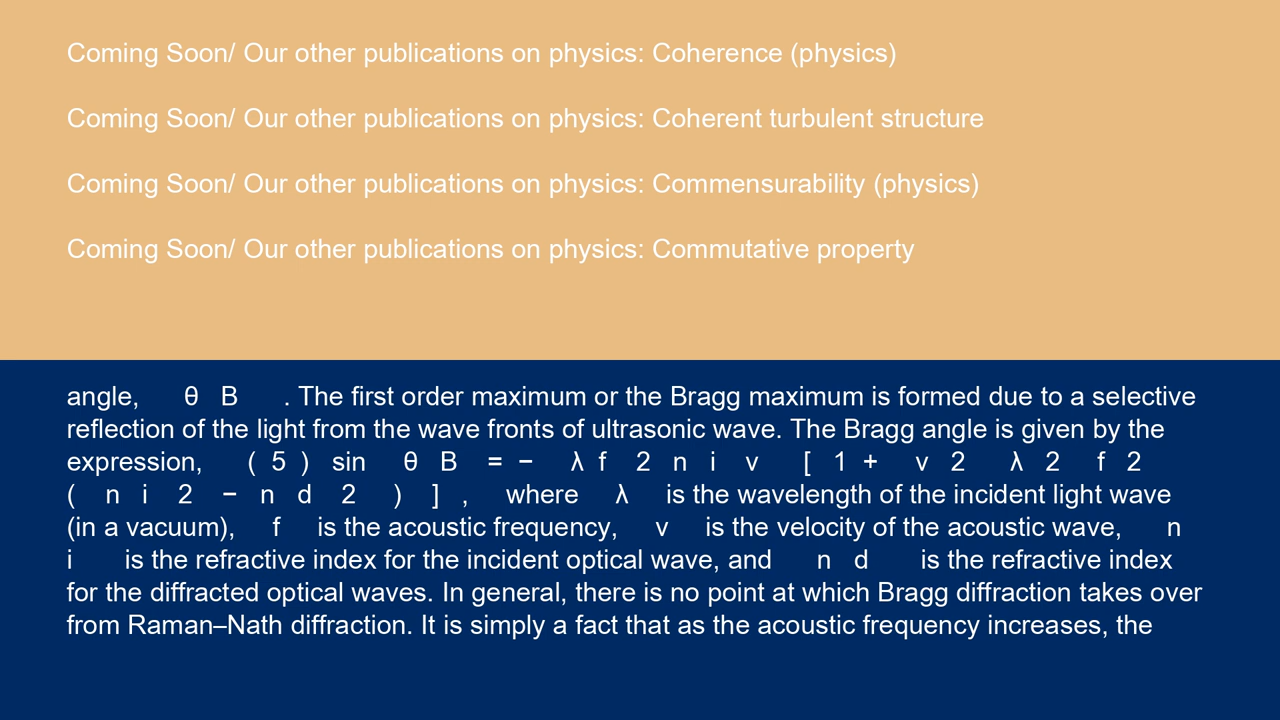 Coming Soon/ Our other publications on physics: Coherence (physics)
Coming Soon/ Our other publications on physics: Coherent turbulent structure
Coming Soon/ Our other publications on physics: Commensurability (physics)
Coming Soon/ Our other publications on physics: Commutative property
angle, θ B . The first order maximum or the Bragg maximum is formed due to a selective
reflection of the light from the wave fronts of ultrasonic wave. The Bragg angle is given by the
expression, ( 5 ) sin θ B = − λ f 2 n i v [ 1 + v 2 λ 2 f 2
( n i 2 − n d 2 ) ] , where λ is the wavelength of the incident light wave
(in a vacuum), f is the acoustic frequency, v is the velocity of the acoustic wave, n
i is the refractive index for the incident optical wave, and n d is the refractive index
for the diffracted optical waves. In general, there is no point at which Bragg diffraction takes over
from Raman–Nath diffraction. It is simply a fact that as the acoustic frequency increases, the